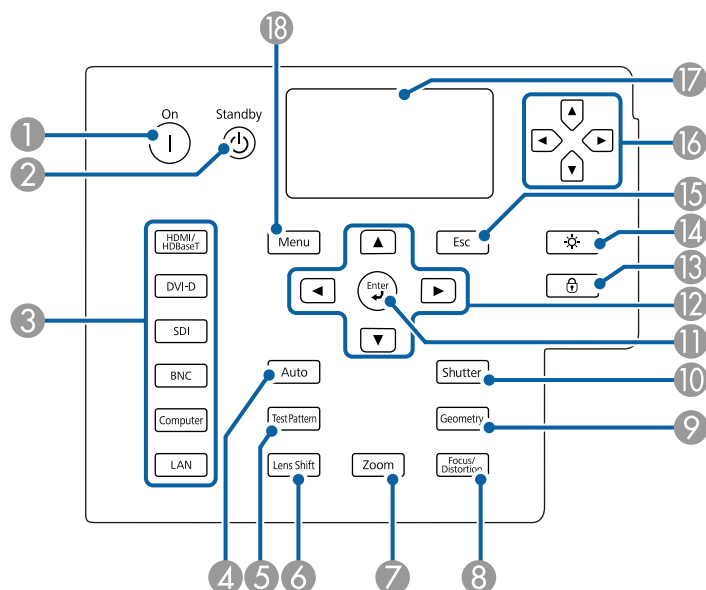 18
On
Standby
17
1
2
16
15
HDMI/
HDBaseT
Menu
Esc
14
DVI-D
Enter
13
12
3
SDI
11
BNC
Auto
Shutter
10
Computer
Test Pattern
Geometry
9
LAN
Lens Shift
Zoom
Focus/
Distortion
4
5
6
7
8